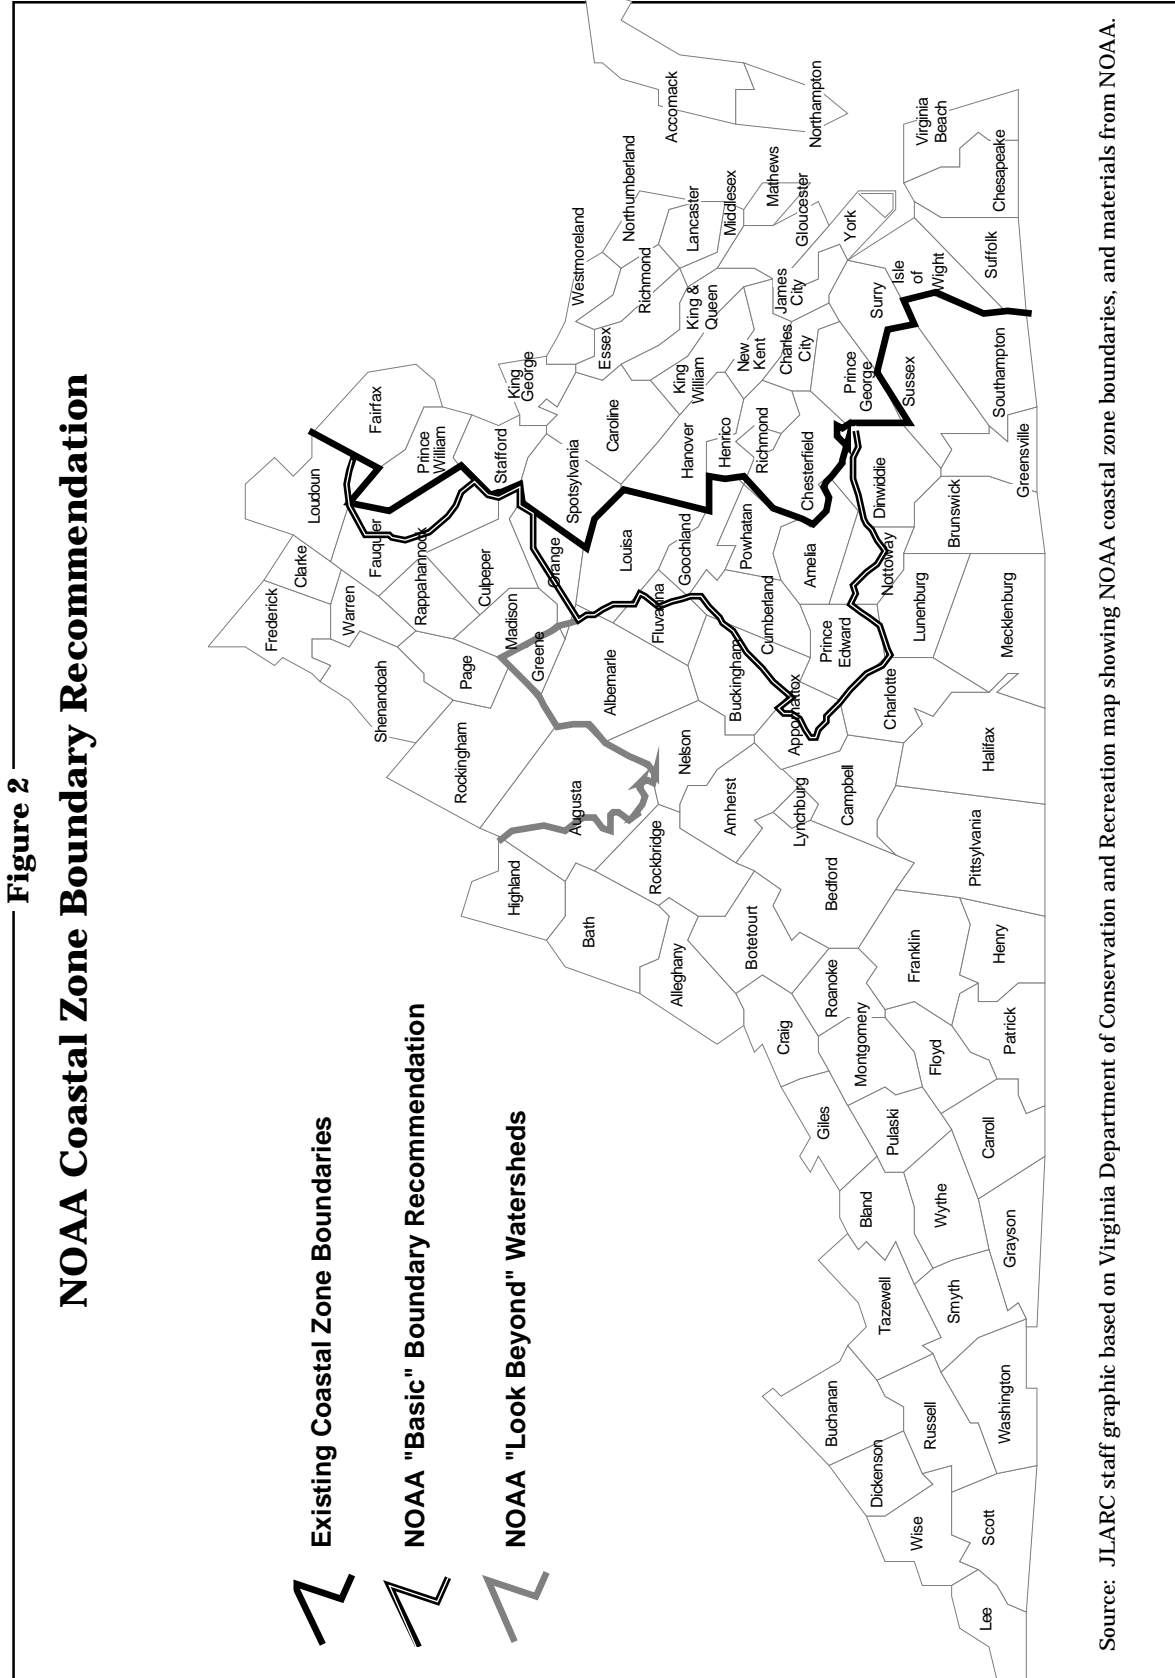 Figure 2
NOAA Coastal Zone Boundary Recommendation
Existing Coastal Zone Boundaries
NOAA "Basic" Boundary Recommendation
NOAA "Look Beyond" Watersheds
Frederick
Clarke
Loudoun
Warren
Fauquier
Fairfax
Prince
William
Shenandoah
Page
Rappahannock
Culpeper
Stafford
King
George
Rockingham
Madison
Greene
Orange
Spotsylvania
Caroline
Westmoreland
Essex
Richmond
Northumberland
Lancaster
Middlesex
Mathews
Gloucester
Accomack
Northampton
Highland
Augusta
Albemarle
Louisa
Fluvanna
Goochland
Hanover
Henrico
Richmond
King
William
King &
Queen
New
Kent
Charles
City
James
City
York
Bath
Rockbridge
Nelson
Buckingham
Cumberland
Powhatan
Amelia
Chesterfield
Prince
George
Surry
Isle
of
Wight
Virginia
Beach
Chesapeake
Suffolk
Alleghany
Botetourt
Amherst
Lynchburg
Appomattox
Prince
Edward
Nottoway
Dinwiddie
Sussex
Southampton
Greensville
Brunswick
Craig
Roanoke
Bedford
Campbell
Charlotte
Lunenburg
Mecklenburg
Giles
Montgomery
Floyd
Franklin
Henry
Patrick
Pittsylvania
Halifax
Bland
Pulaski
Wythe
Carroll
Grayson
Buchanan
Tazewell
Smyth
Dickenson
Russell
Washington
Wise
Scott
Lee
Source: JLARC staff graphic based on Virginia Department of Conservation and Recreation map showing NOAA coastal zone boundaries, and materials from NOAA.